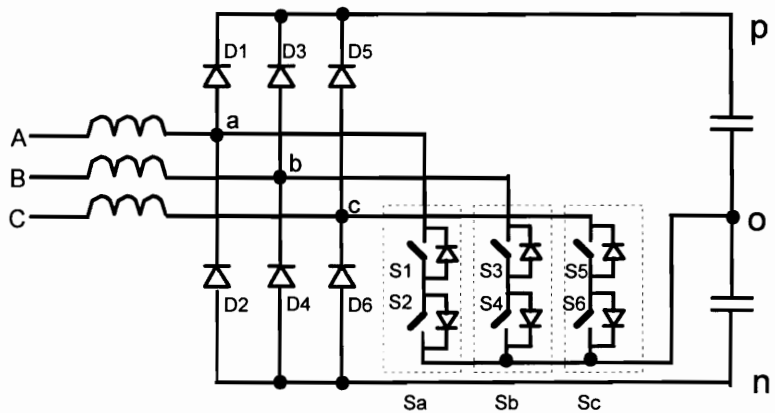 p
D1 D3 D5
a
A
b
B
c
C
o
S1 S3 S5
S2 S4 S6
D2 D4 D6
n
Sa Sb Sc